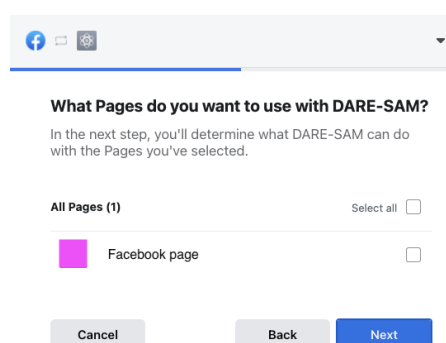 What Pages do you want to use with DARE-SAM?
In the next step, you'll determine what DARE-SAM can do
with the Pages you've selected.
All Pages (1)
Select all
Facebook page
Cancel
Back
Next